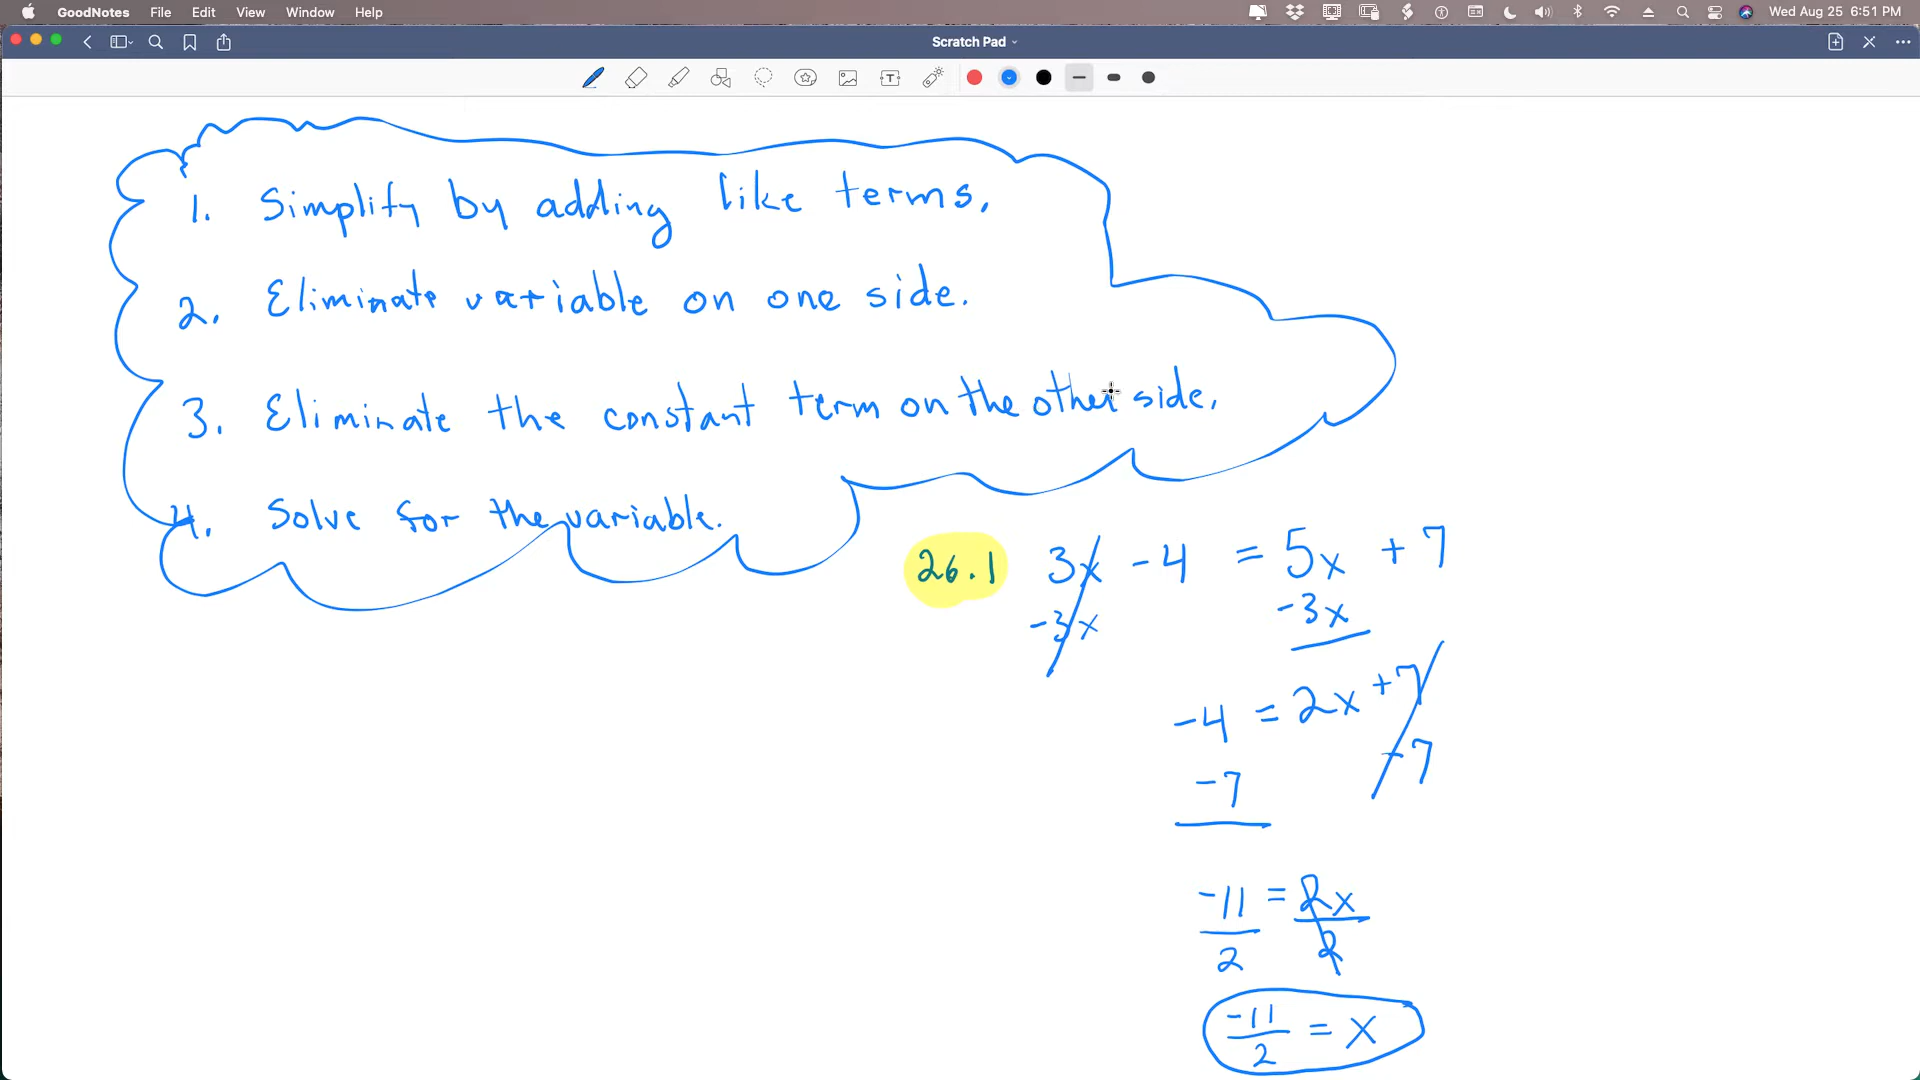 GoodNotes File Edit View Window Help Wed Aug 25 6:51 PM
Scratch Pad
1. Simplify by adding like terms.
2. Eliminate variable on one side.
3. Eliminate the constant term on the other side.
4. Solve for the variable.
26.1 3x - 4 = 5x + 7
-3x -3x
-4 = 2x + 7
-7 -7
-11 = 2x
2 2
-11/2 = x